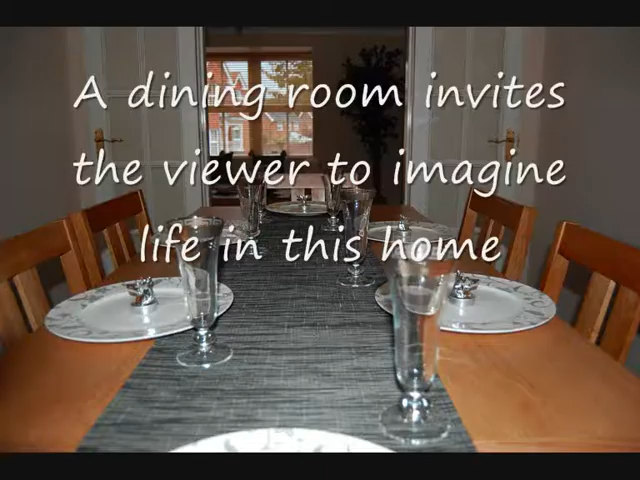 A dining room invites
the viewer to imagine
life in this home